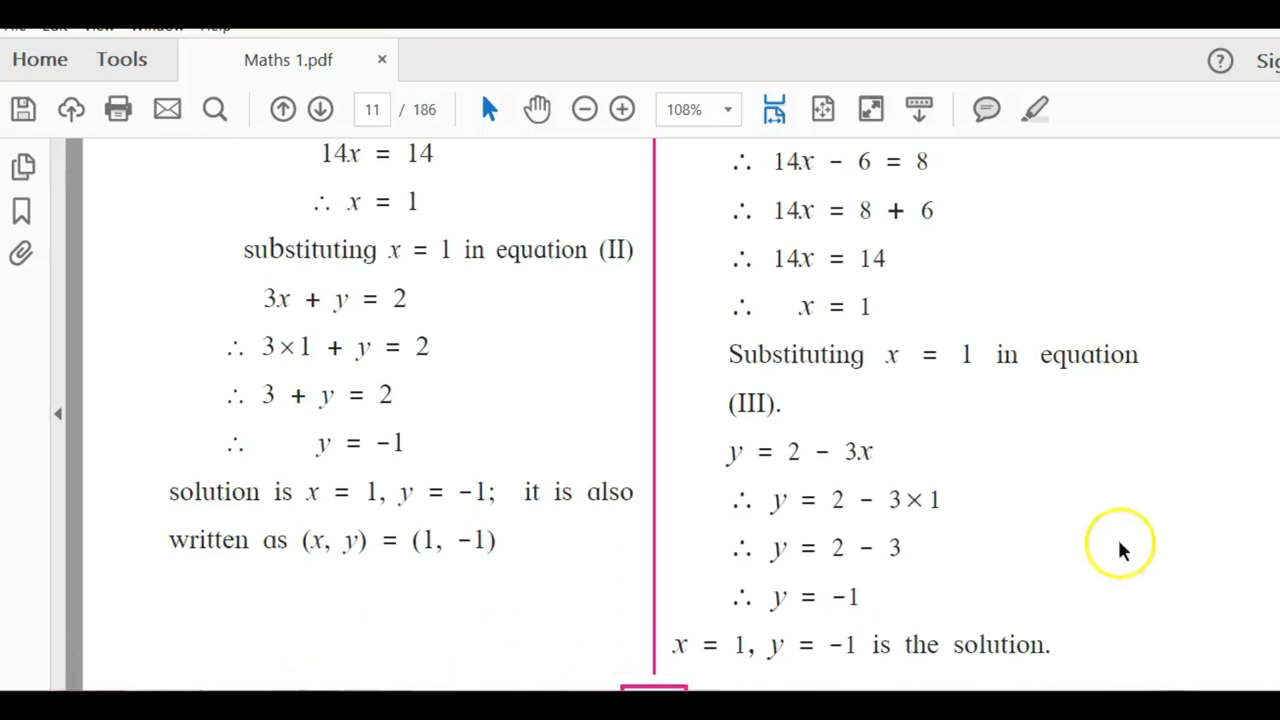 Home Tools Maths 1.pdf ×
11 / 186 108%
14x = 14
∴ x = 1
substituting x = 1 in equation (II)
3x + y = 2
∴ 3×1 + y = 2
∴ 3 + y = 2
∴ y = -1
solution is x = 1, y = -1; it is also
written as (x, y) = (1, -1)
∴ 14x - 6 = 8
∴ 14x = 8 + 6
∴ 14x = 14
∴ x = 1
Substituting x = 1 in equation
(III).
y = 2 - 3x
∴ y = 2 - 3×1
∴ y = 2 - 3
∴ y = -1
x = 1, y = -1 is the solution.